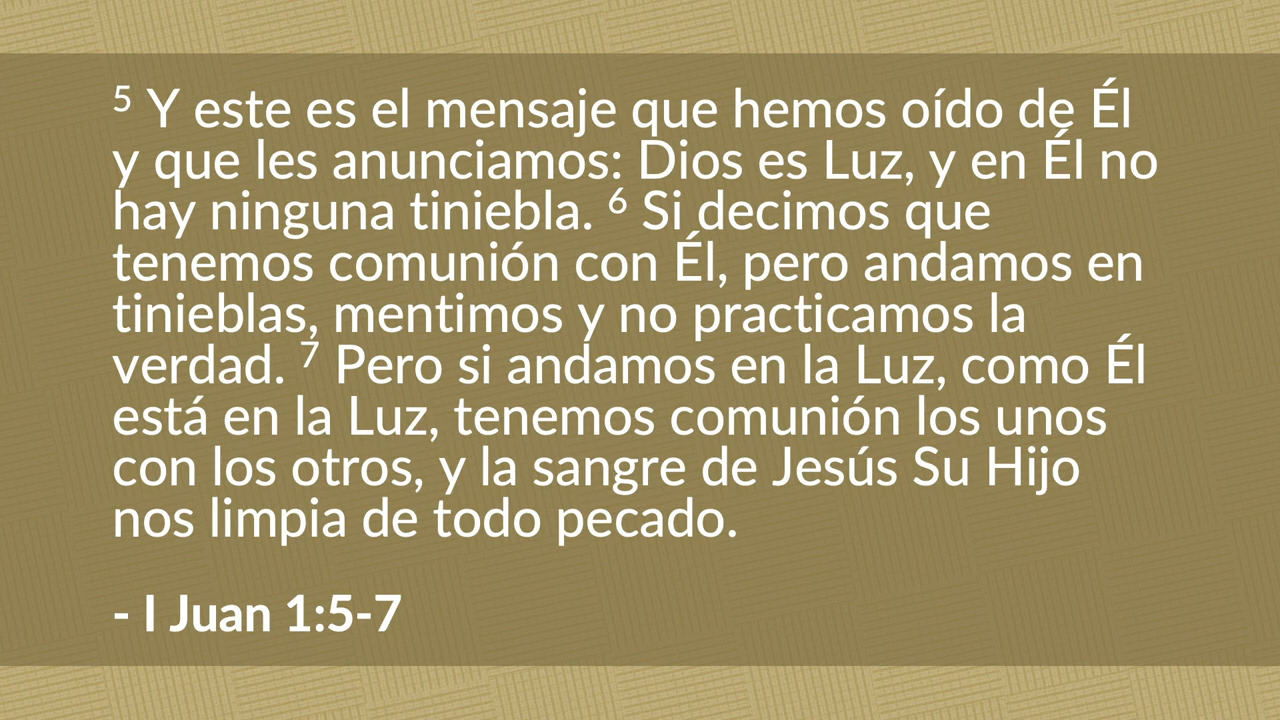 ⁵ Y este es el mensaje que hemos oído de Él
y que les anunciamos: Dios es Luz, y en Él no
hay ninguna tiniebla. ⁶ Si decimos que
tenemos comunión con Él, pero andamos en
tinieblas, mentimos y no practicamos la
verdad. ⁷ Pero si andamos en la Luz, como Él
está en la Luz, tenemos comunión los unos
con los otros, y la sangre de Jesús Su Hijo
nos limpia de todo pecado.
- I Juan 1:5-7